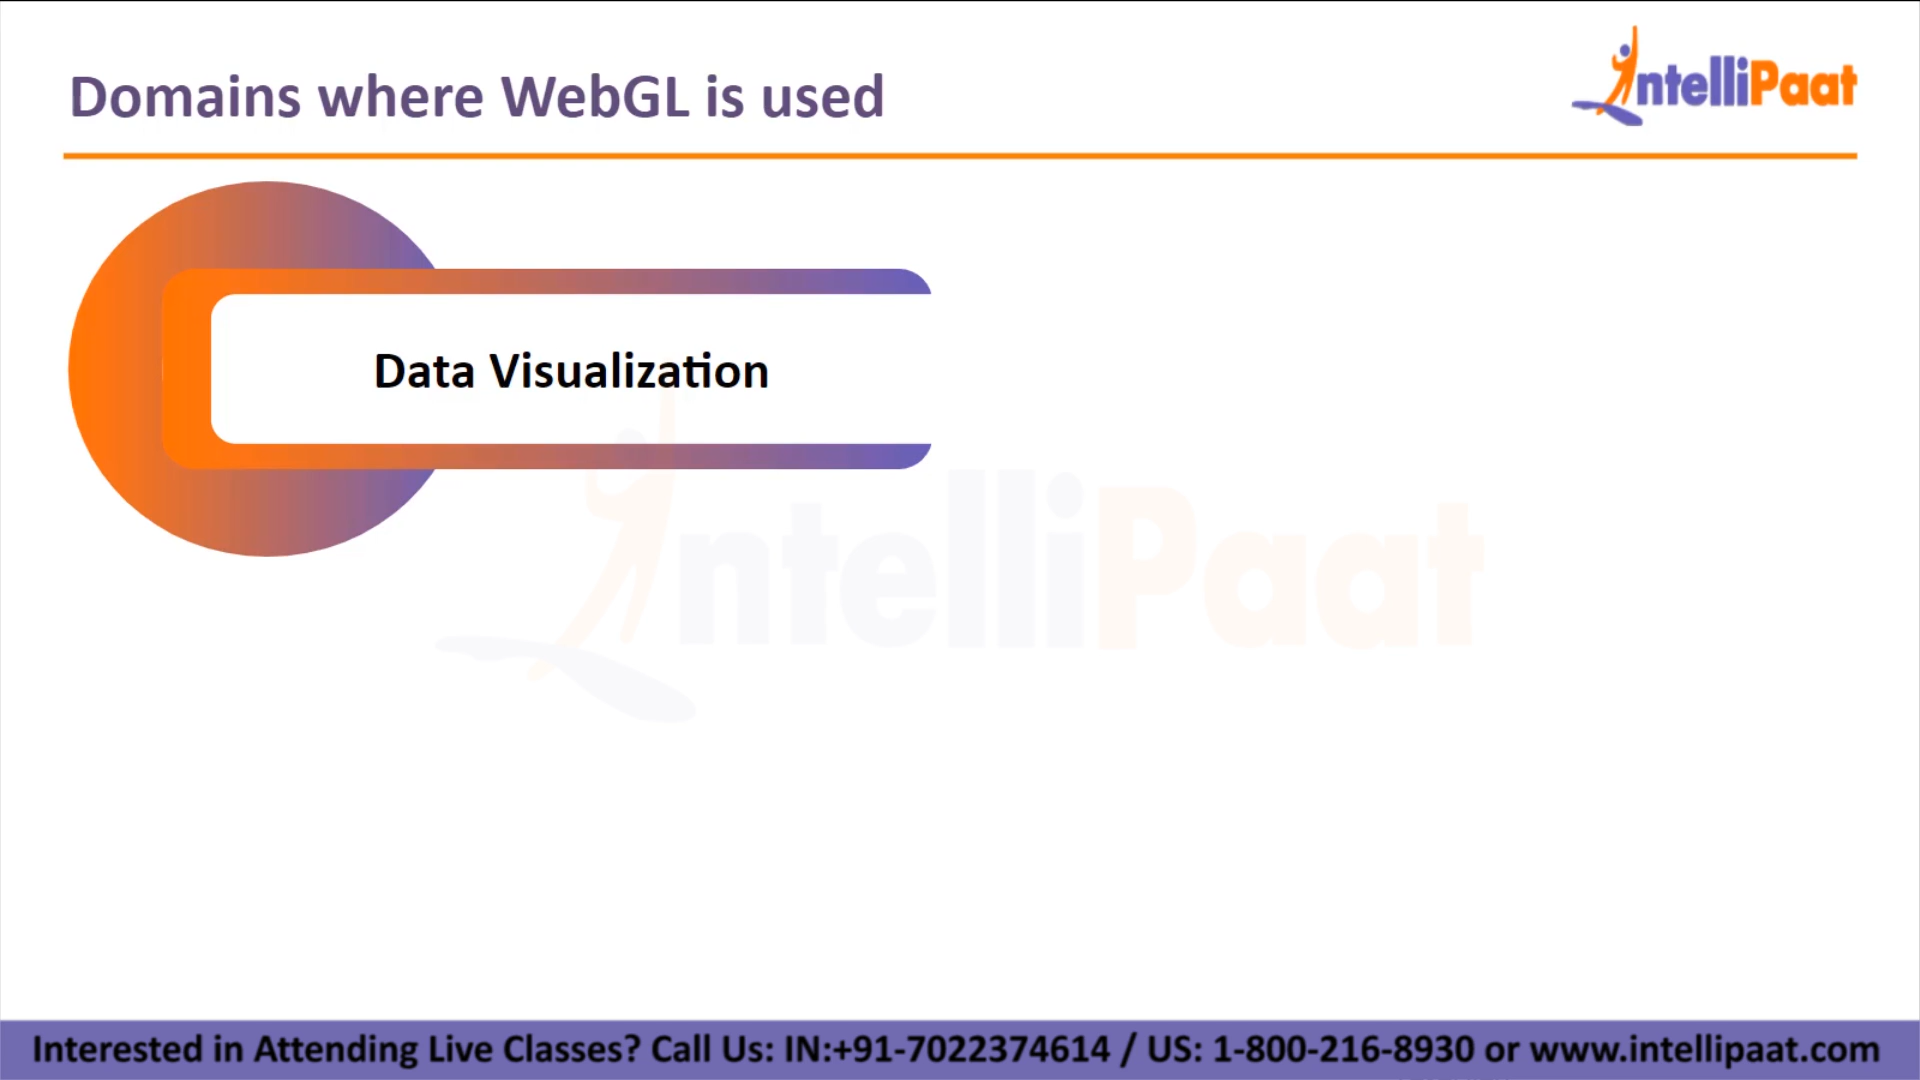 Domains where WebGL is used
IntelliPaat
Data Visualization
IntelliPaat
Interested in Attending Live Classes? Call Us: IN:+91-7022374614 / US: 1-800-216-8930 or www.intellipaat.com